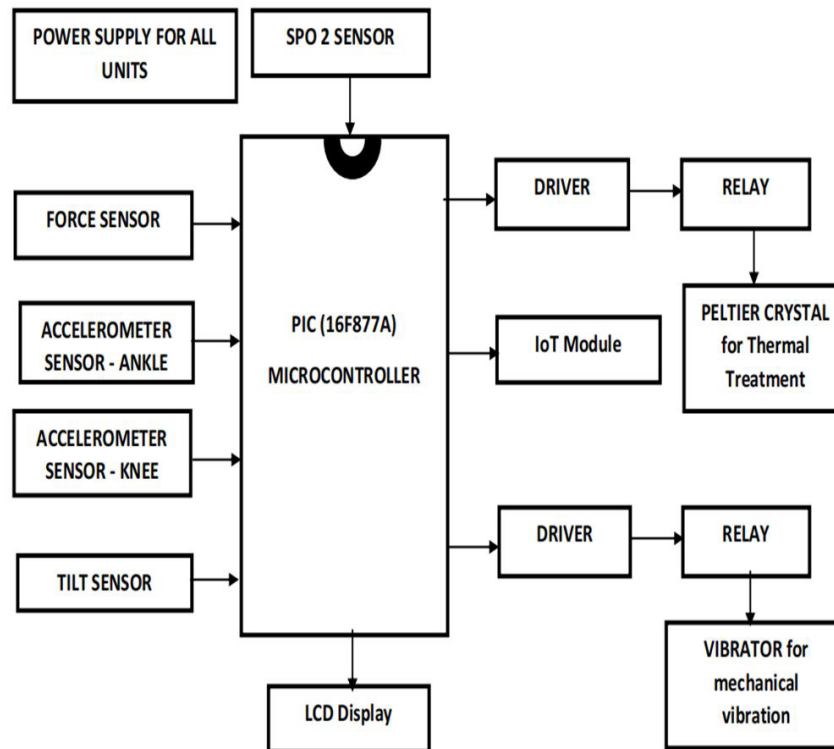 POWER SUPPLY FOR ALL
UNITS
SPO 2 SENSOR
FORCE SENSOR
ACCELEROMETER
SENSOR - ANKLE
ACCELEROMETER
SENSOR - KNEE
TILT SENSOR
PIC (16F877A)
MICROCONTROLLER
DRIVER
RELAY
PELTIER CRYSTAL
for Thermal
Treatment
IoT Module
DRIVER
RELAY
VIBRATOR for
mechanical
vibration
LCD Display